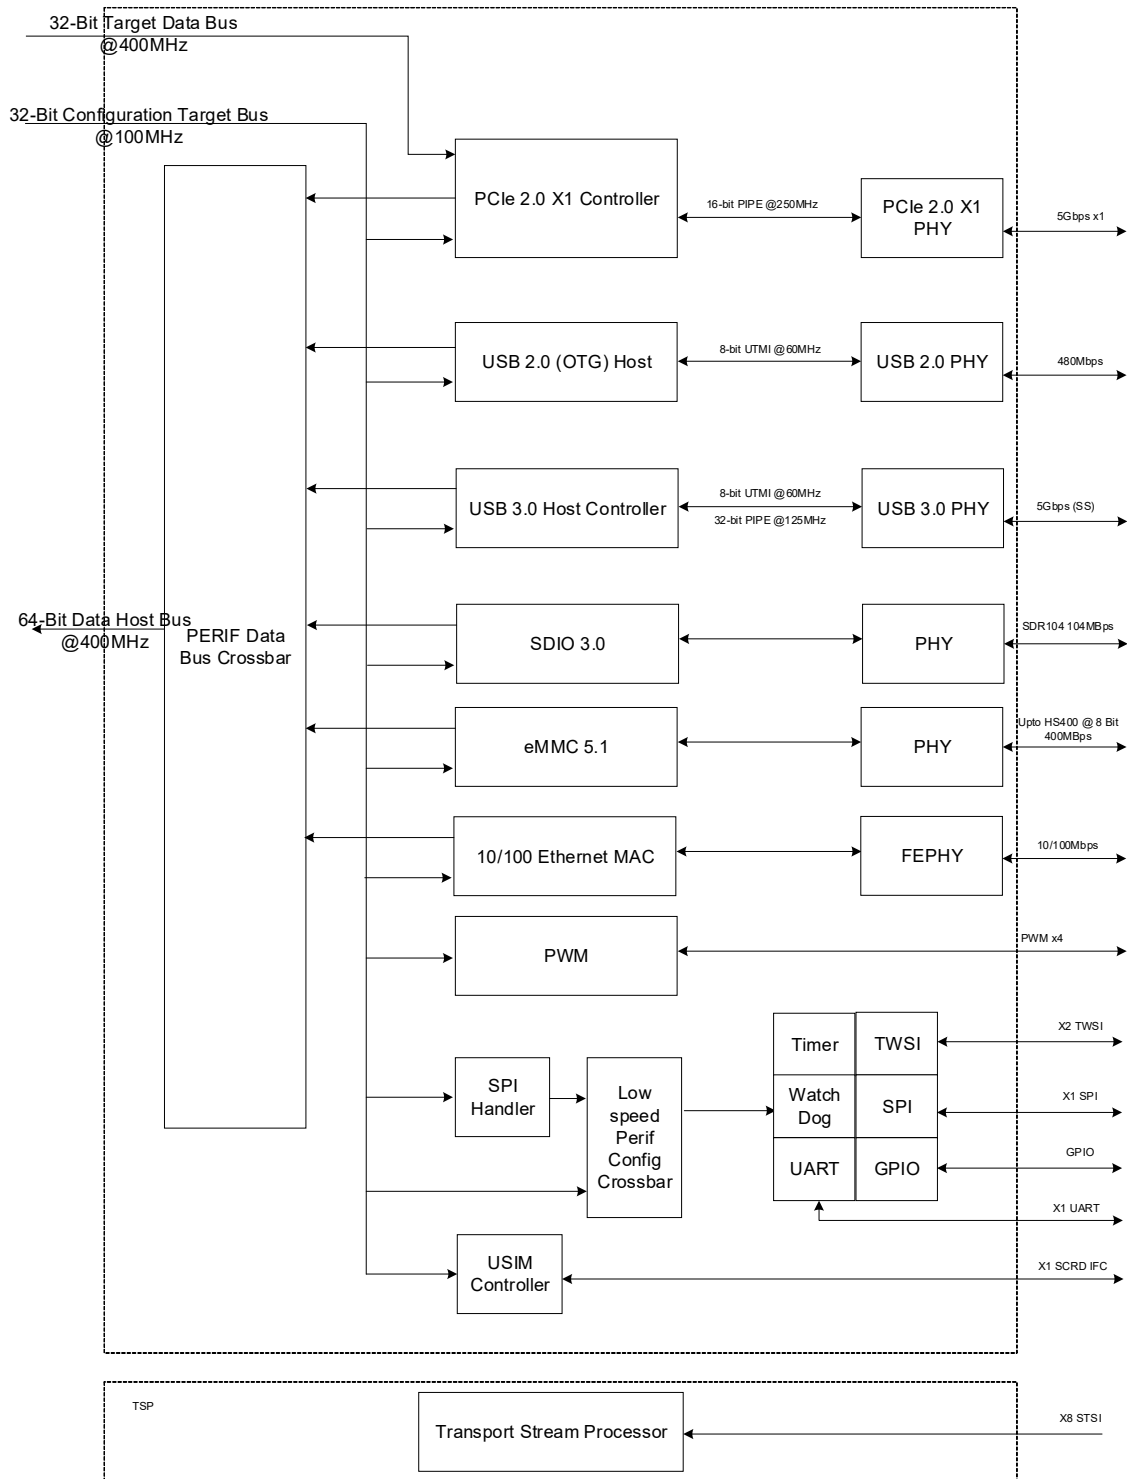 32-Bit Target Data Bus
@400MHz
32-Bit Configuration Target Bus
@100MHz
PCIe 2.0 X1 Controller
16-bit PIPE @250MHz
PCIe 2.0 X1
PHY
5Gbps x1
USB 2.0 (OTG) Host
8-bit UTMI @60MHz
USB 2.0 PHY
480Mbps
USB 3.0 Host Controller
8-bit UTMI @60MHz
32-bit PIPE @125MHz
USB 3.0 PHY
5Gbps (SS)
64-Bit Data Host Bus
@400MHz
PERIF Data
Bus Crossbar
SDIO 3.0
PHY
SDR104 104MBps
eMMC 5.1
PHY
Upto HS400 @ 8 Bit
400MBps
10/100 Ethernet MAC
FEPHY
10/100Mbps
PWM
PWM x4
SPI
Handler
Low
speed
Perif
Config
Crossbar
Timer
TWSI
X2 TWSI
Watch
Dog
SPI
X1 SPI
UART
GPIO
GPIO
X1 UART
USIM
Controller
X1 SCRD IFC
TSP
Transport Stream Processor
X8 STSI